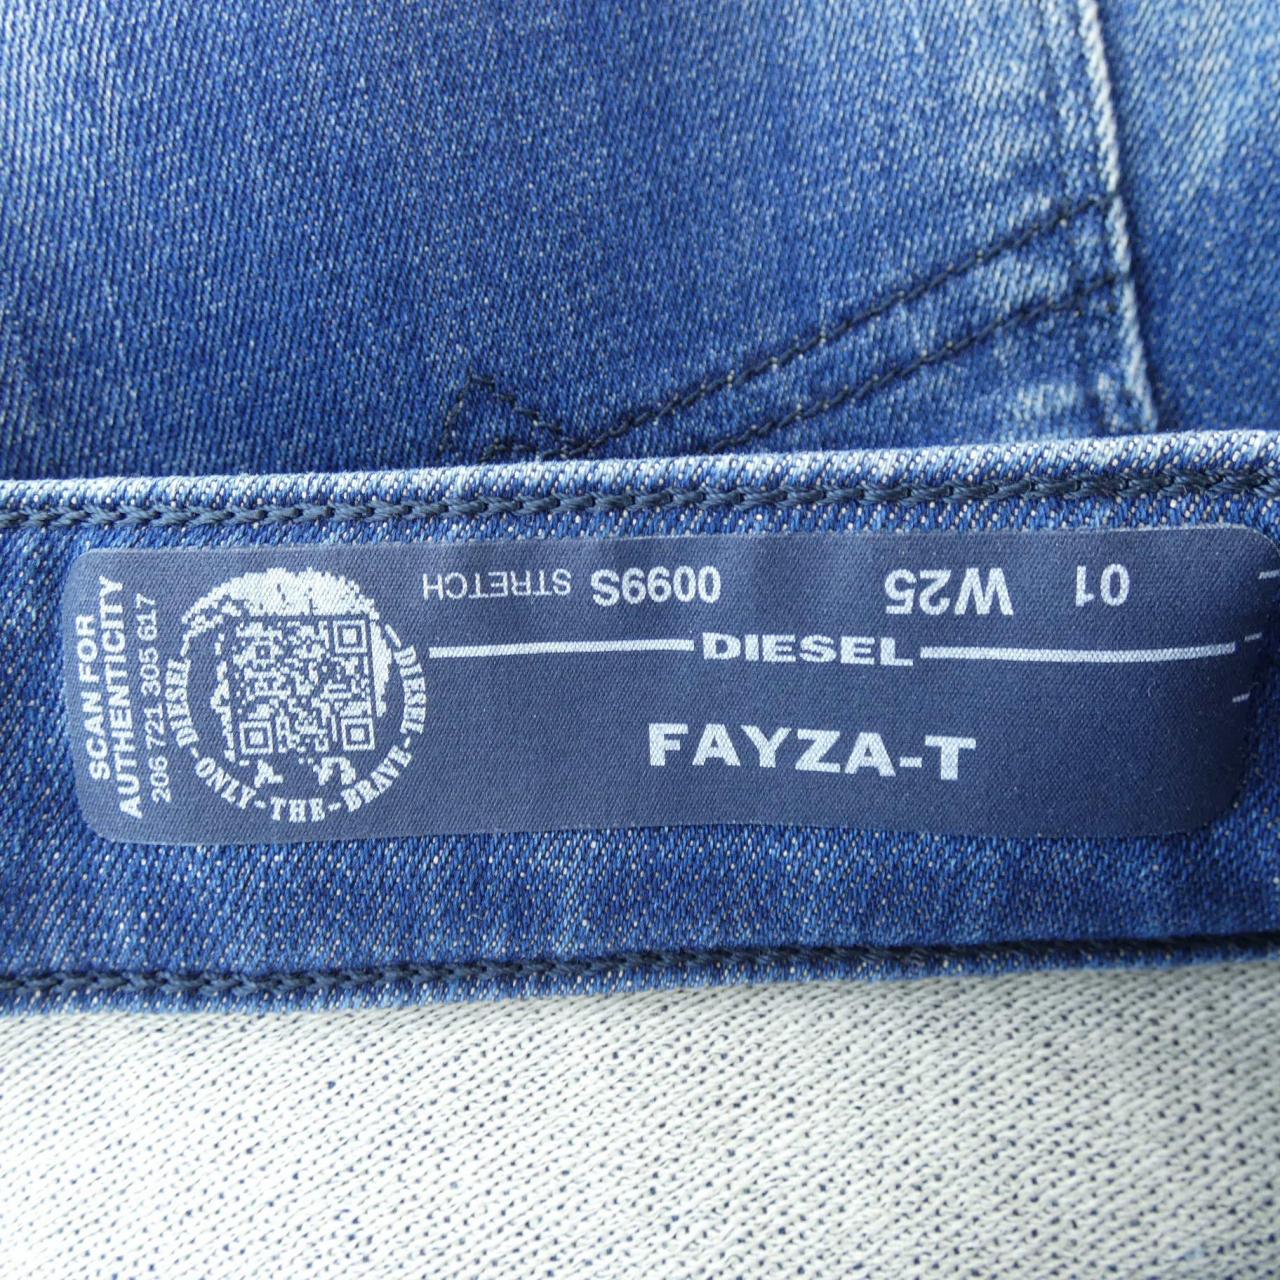 SCAN FOR
AUTHENTICITY
206 721 305 617
DIESEL-ONLY-THE-BRAVE-DIESEL
01 W25 0099S STRETCH
DIESEL
FAYZA-T